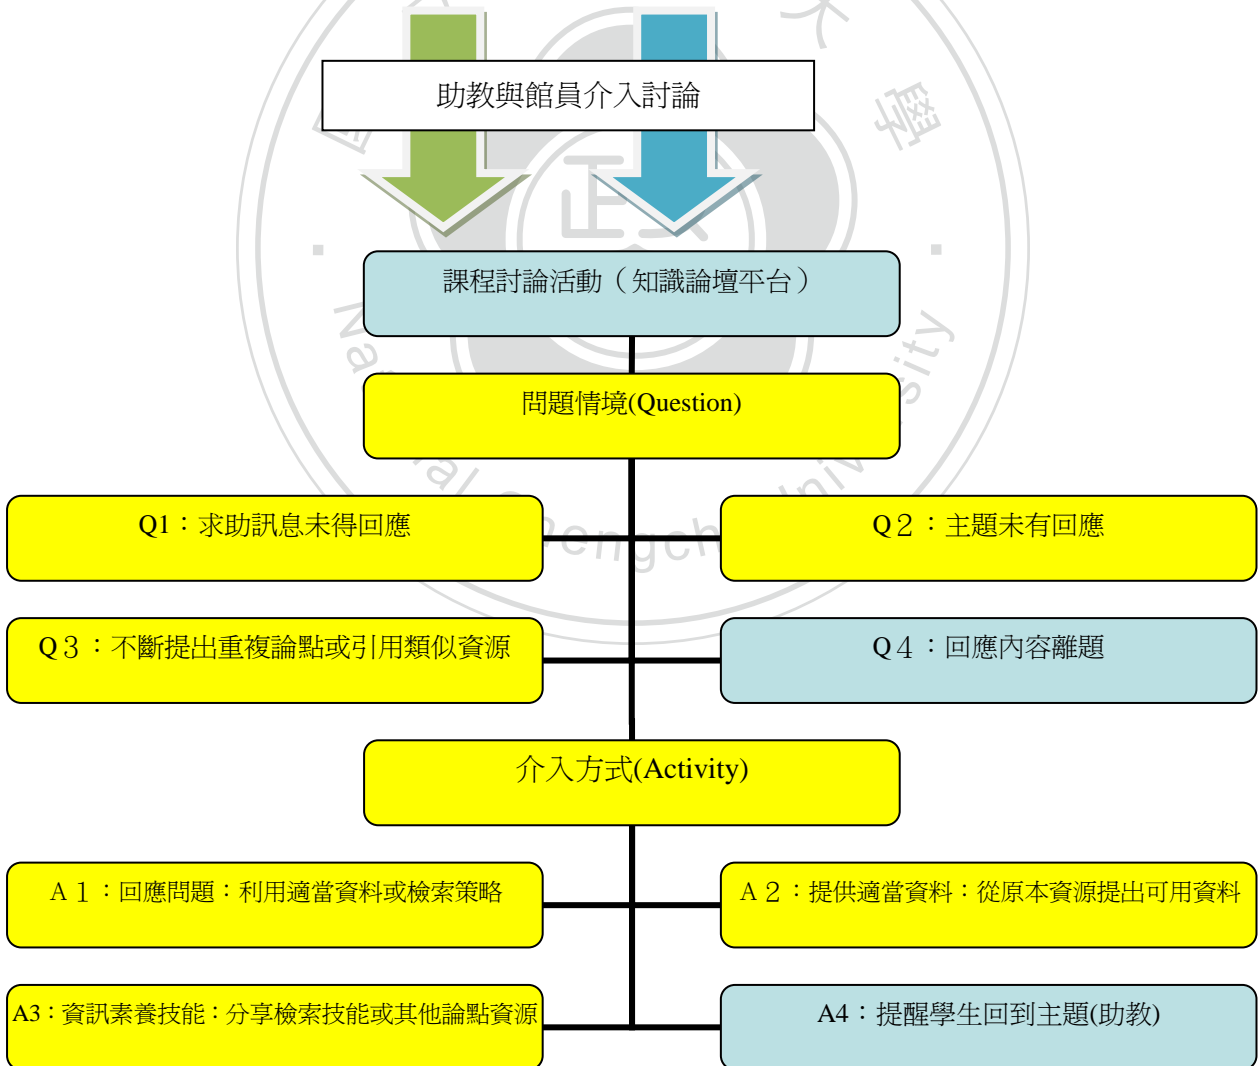 助教與館員介入討論
課程討論活動（知識論壇平台）
問題情境(Question)
Q1：求助訊息未得回應
Q２：主題未有回應
Q３：不斷提出重複論點或引用類似資源
Q４：回應內容離題
介入方式(Activity)
A１：回應問題：利用適當資料或檢索策略
A２：提供適當資料：從原本資源提出可用資料
A3：資訊素養技能：分享檢索技能或其他論點資源
A4：提醒學生回到主題(助教)